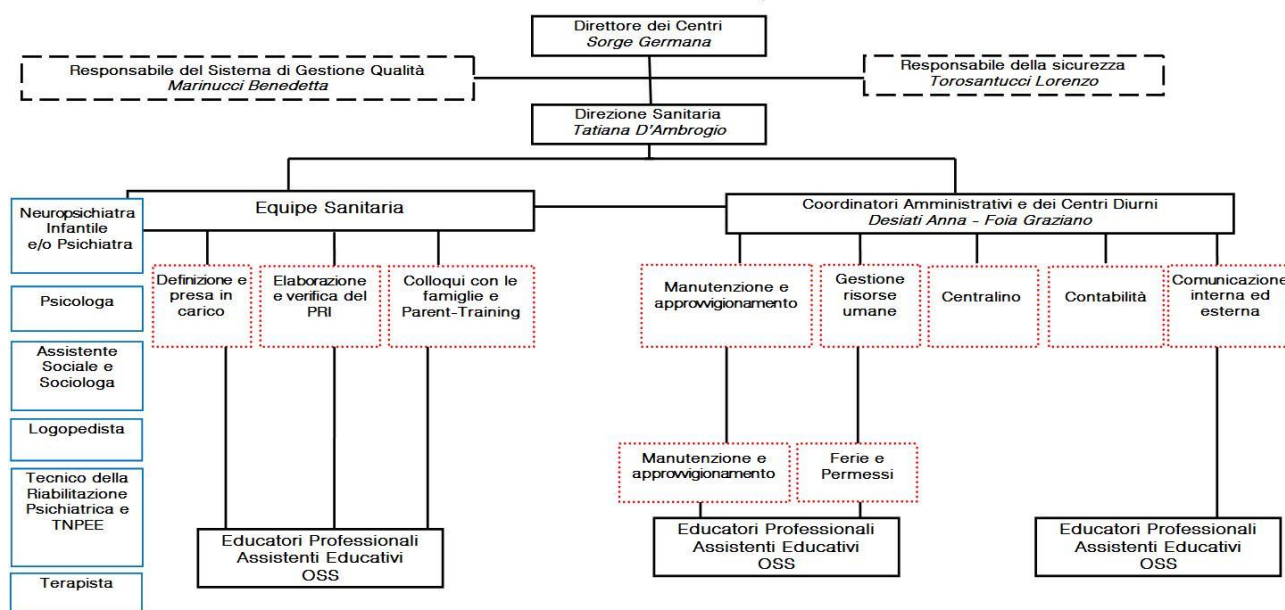 Direttore dei Centri
Sorge Germana
Responsabile del Sistema di Gestione Qualità
Marinucci Benedetta
Responsabile della sicurezza
Torosantucci Lorenzo
Direzione Sanitaria
Tatiana D'Ambrogio
Equipe Sanitaria
Coordinatori Amministrativi e dei Centri Diurni
Desiati Anna - Foia Graziano
Neuropsichiatra
Infantile
e/o Psichiatra
Psicologa
Assistente
Sociale e
Sociologa
Logopedista
Tecnico della
Riabilitazione
Psichiatrica e
TNPEE
Terapista
Definizione e
presa in
carico
Elaborazione
e verifica del
PRI
Colloqui con le
famiglie e
Parent-Training
Manutenzione e
approvvigionamento
Gestione
risorse
umane
Centralino
Contabilità
Comunicazione
interna ed
esterna
Manutenzione e
approvvigionamento
Ferie e
Permessi
Educatori Professionali
Assistenti Educativi
OSS
Educatori Professionali
Assistenti Educativi
OSS
Educatori Professionali
Assistenti Educativi
OSS